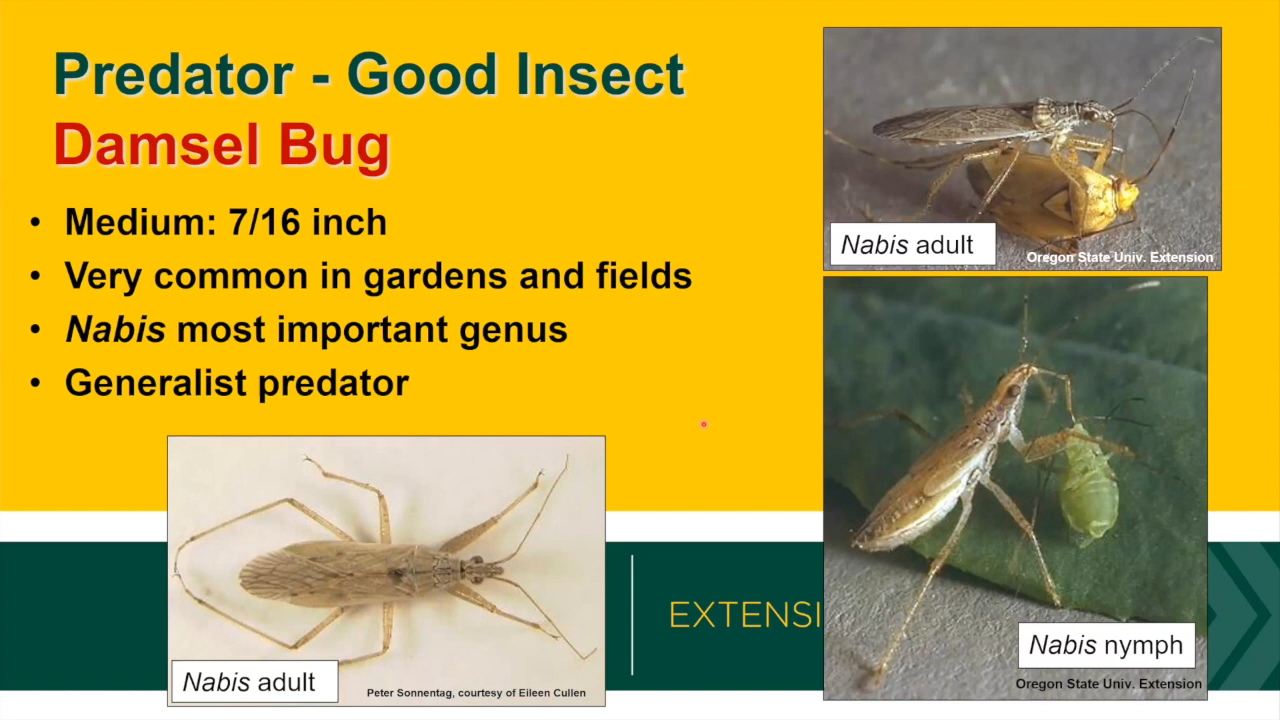 Predator - Good Insect
Damsel Bug
• Medium: 7/16 inch
• Very common in gardens and fields
• Nabis most important genus
• Generalist predator
Nabis adult
Oregon State Univ. Extension
Nabis nymph
Oregon State Univ. Extension
Nabis adult
Peter Sonnentag, courtesy of Eileen Cullen
EXTENSI